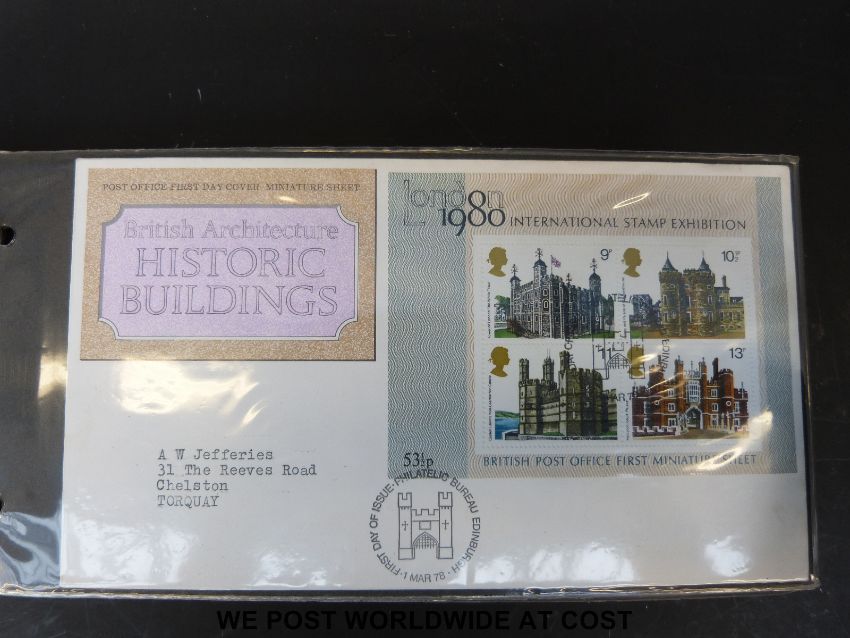 POST OFFICE FIRST DAY COVER MINIATURE SHEET
British Architecture
HISTORIC
BUILDINGS
London
1980 INTERNATIONAL STAMP EXHIBITION
9P
10½P
11
13P
53½p
BRITISH POST OFFICE FIRST MINIATURE SHEET
A W Jefferies
31 The Reeves Road
Chelston
TORQUAY
FIRST DAY OF ISSUE·PHILATELIC BUREAU EDINBURGH·
·1 MAR 78·
WE POST WORLDWIDE AT COST